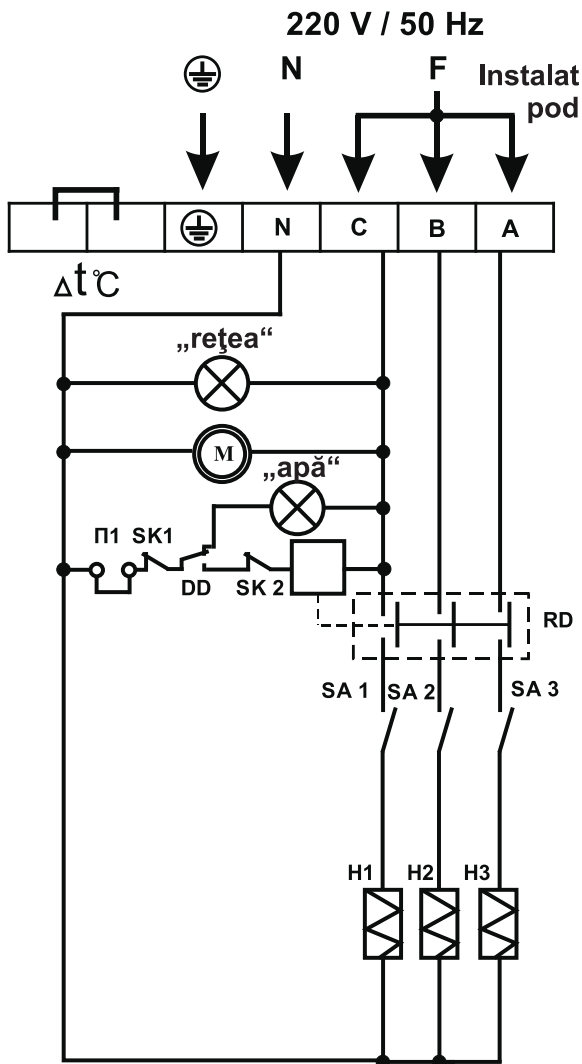 220 V / 50 Hz
N F Instalat
pod
N C B A
Δt°C
„reţea“
M
„apă“
П1 SK1
DD SK 2
RD
SA 1 SA 2 SA 3
H1 H2 H3